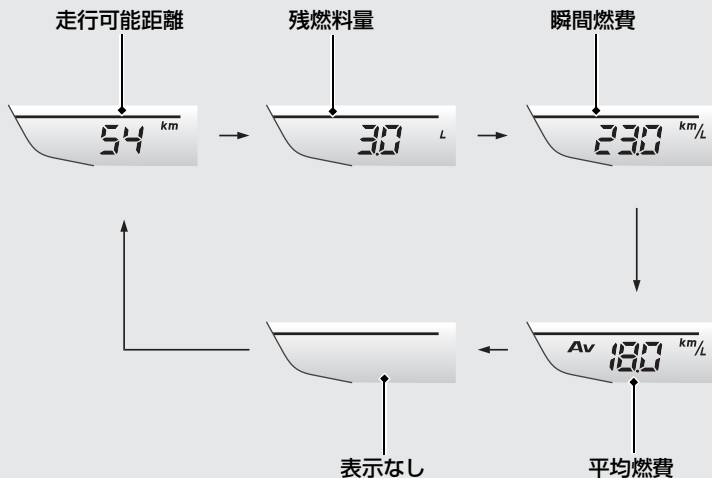 走行可能距離
残燃料量
瞬間燃費
54 km
3.0 L
23.0 km/L
Av 18.0 km/L
表示なし
平均燃費